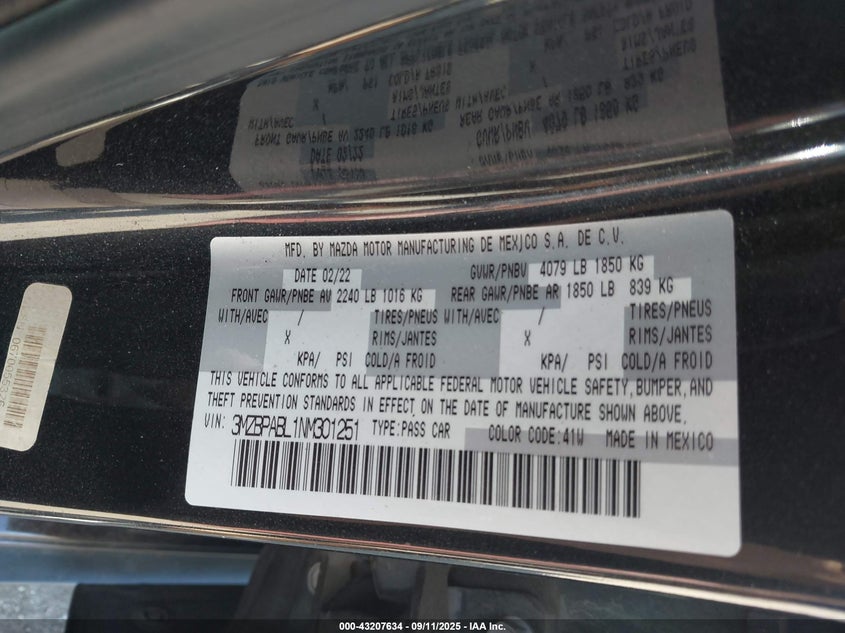 MFD. BY MAZDA MOTOR MANUFACTURING DE MEXICO S.A. DE C.V.
DATE 02/22 GVWR/PNBV 4079 LB 1850 KG
FRONT GAWR/PNBE AV 2240 LB 1016 KG REAR GAWR/PNBE AR 1850 LB 839 KG
WITH/AVEC / TIRES/PNEUS WITH/AVEC / TIRES/PNEUS
X RIMS/JANTES X RIMS/JANTES
KPA/ PSI COLD/A FROID KPA/ PSI COLD/A FROID
THIS VEHICLE CONFORMS TO ALL APPLICABLE FEDERAL MOTOR VEHICLE SAFETY,BUMPER,AND
THEFT PREVENTION STANDARDS IN EFFECT ON THE DATE OF MANUFACTURE SHOWN ABOVE.
VIN: 3MZBPABL1NM301251 TYPE:PASS CAR COLOR CODE:41W MADE IN MEXICO
000-43207634 - 09/11/2025 - IAA Inc.